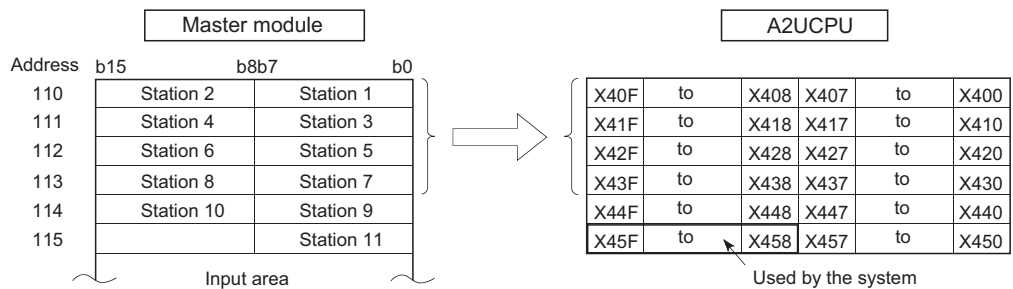 Master module A2UCPU
Address b15 b8b7 b0
110 Station 2 Station 1 X40F to X408 X407 to X400
111 Station 4 Station 3 X41F to X418 X417 to X410
112 Station 6 Station 5 X42F to X428 X427 to X420
113 Station 8 Station 7 X43F to X438 X437 to X430
114 Station 10 Station 9 X44F to X448 X447 to X440
115 Station 11 X45F to X458 X457 to X450
Input area Used by the system